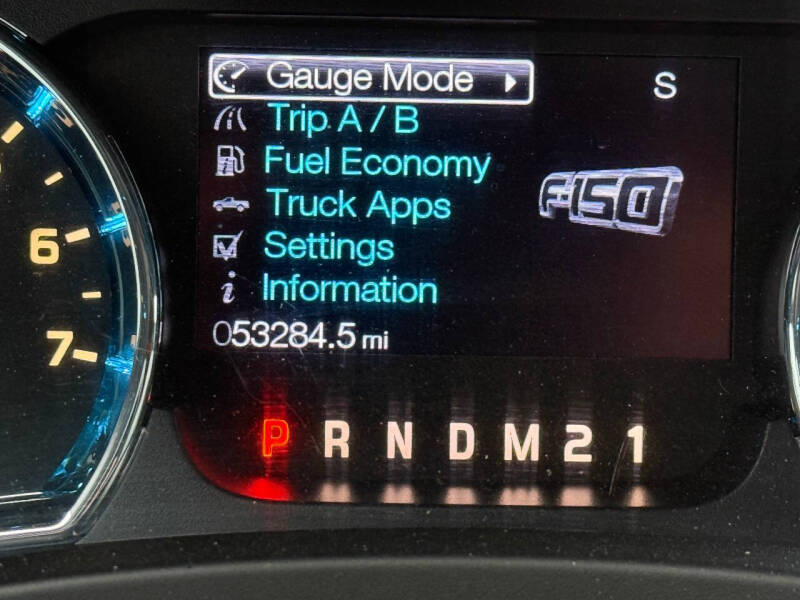 Gauge Mode
S
Trip A / B
Fuel Economy
F-150
Truck Apps
Settings
6
Information
053284.5 mi
7
P R N D M 2 1